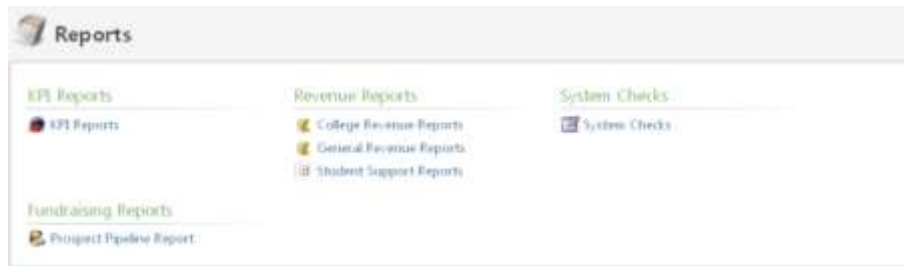 Reports
KPI Reports
KPI Reports
Revenue Reports
College Revenue Reports
General Revenue Reports
Student Support Reports
System Checks
System Checks
Fundraising Reports
Prospect Pipeline Report